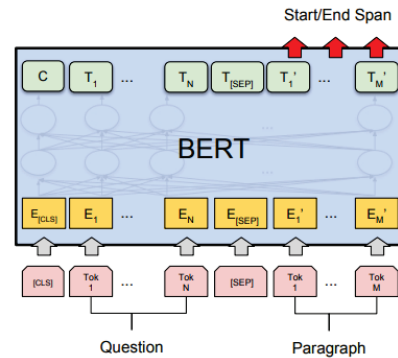 Start/End Span
C T1 ... TN T[SEP] T1' ... TM'
...
BERT
...
E[CLS] E1 ... EN E[SEP] E1' ... EM'
[CLS] Tok 1 ... Tok N [SEP] Tok 1 ... Tok M
Question Paragraph